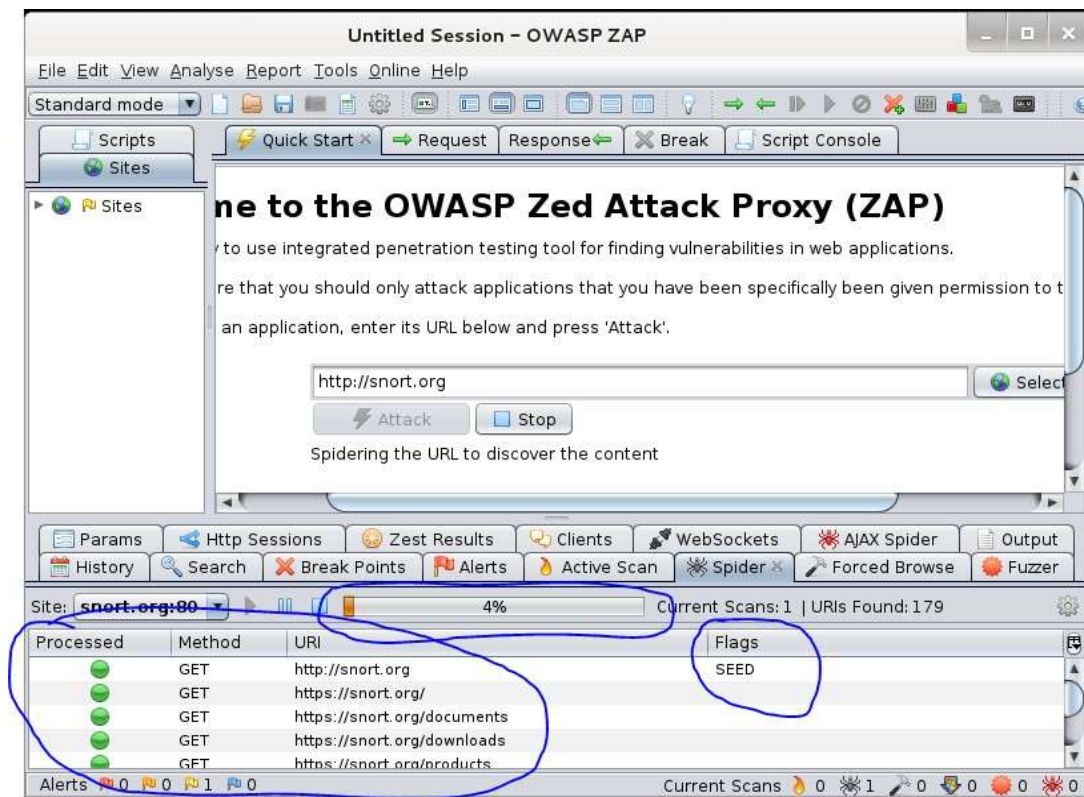 Untitled Session – OWASP ZAP
File Edit View Analyse Report Tools Online Help
Standard mode
Scripts
Sites
Quick Start Request Response Break Script Console
Sites
me to the OWASP Zed Attack Proxy (ZAP)
to use integrated penetration testing tool for finding vulnerabilities in web applications.
re that you should only attack applications that you have been specifically been given permission to t
an application, enter its URL below and press 'Attack'.
http://snort.org
Select
Attack Stop
Spidering the URL to discover the content
Params Http Sessions Zest Results Clients WebSockets AJAX Spider Output
History Search Break Points Alerts Active Scan Spider Forced Browse Fuzzer
Site: snort.org:80 4% Current Scans: 1 | URIs Found: 179
Processed Method URI Flags
GET http://snort.org SEED
GET https://snort.org/
GET https://snort.org/documents
GET https://snort.org/downloads
GET https://snort.org/products
Alerts 0 0 1 0 Current Scans 0 1 0 0 0 0